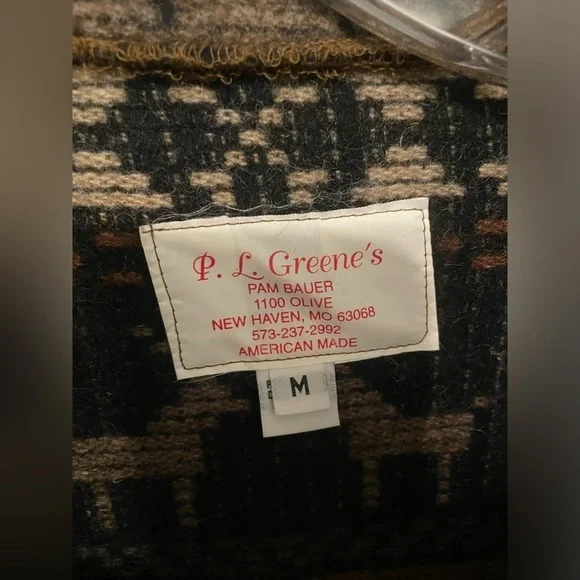 P. L. Greene's
PAM BAUER
1100 OLIVE
NEW HAVEN, MO 63068
573-237-2992
AMERICAN MADE
M